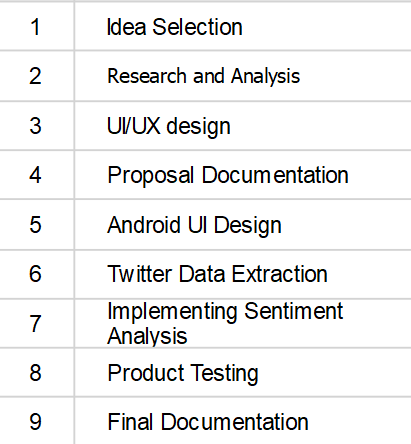 1 Idea Selection
2 Research and Analysis
3 UI/UX design
4 Proposal Documentation
5 Android UI Design
6 Twitter Data Extraction
7 Implementing Sentiment
Analysis
8 Product Testing
9 Final Documentation